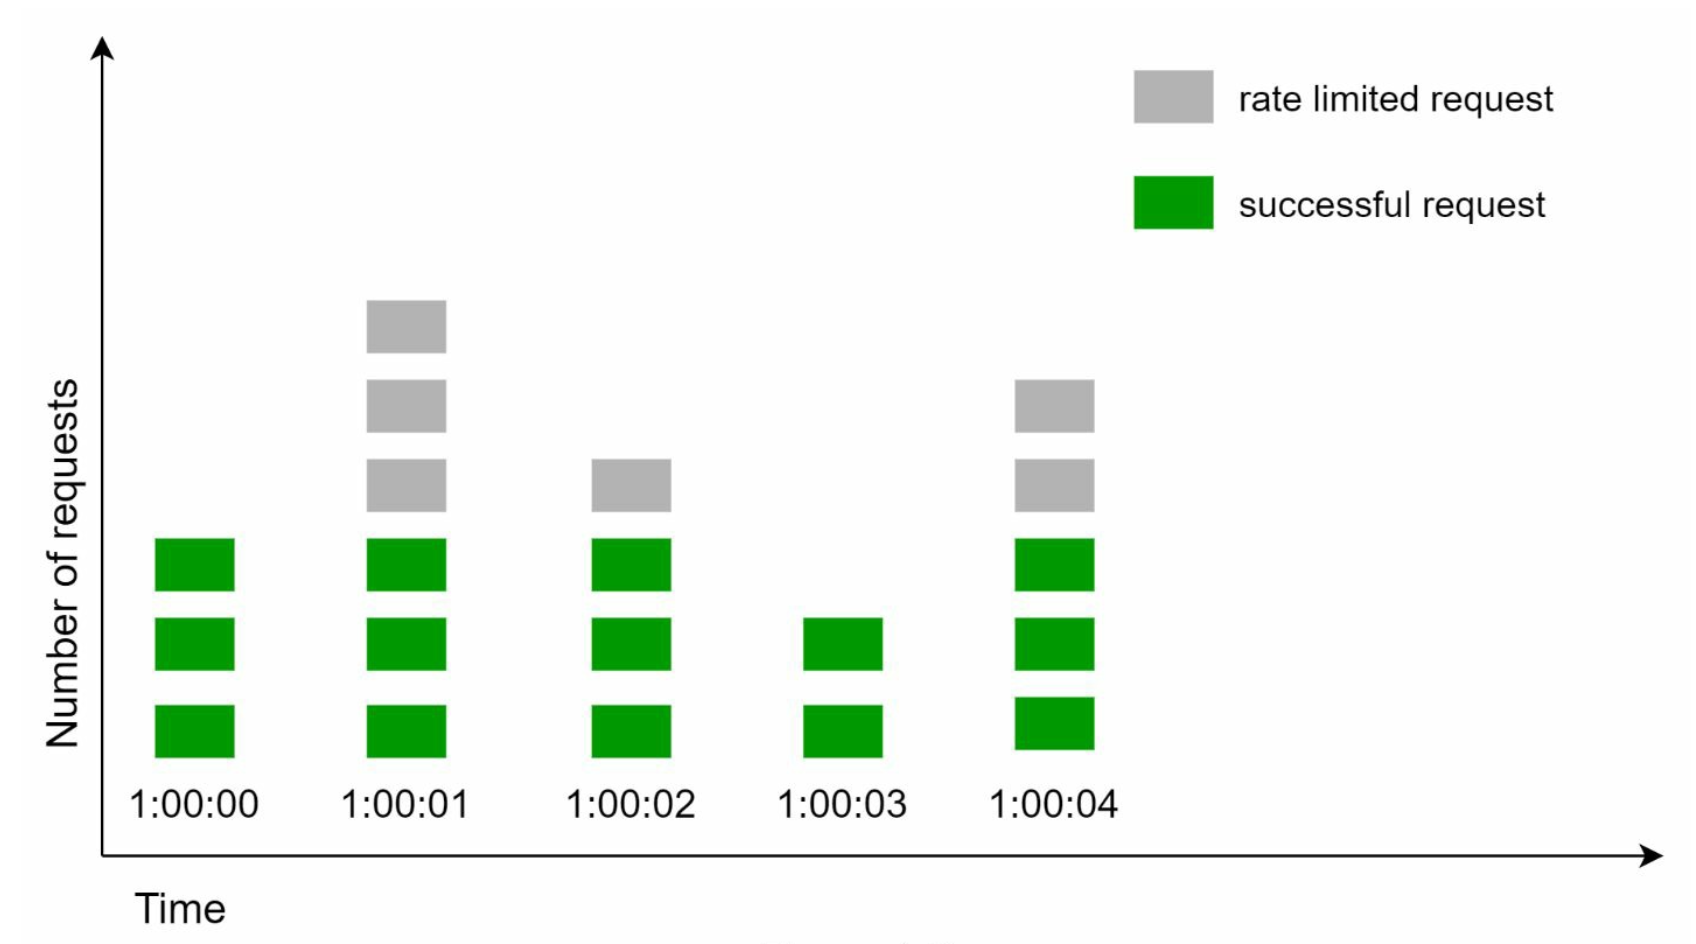 rate limited request
successful request
Number of requests
1:00:00
1:00:01
1:00:02
1:00:03
1:00:04
Time